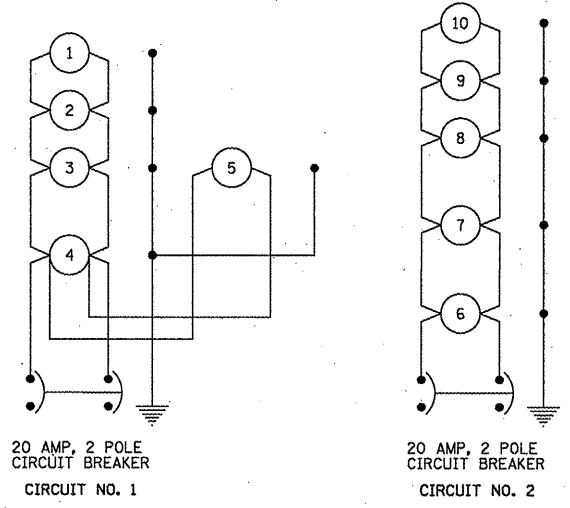 1
2
3
4
5
20 AMP, 2 POLE
CIRCUIT BREAKER
CIRCUIT NO. 1
10
9
8
7
6
20 AMP, 2 POLE
CIRCUIT BREAKER
CIRCUIT NO. 2